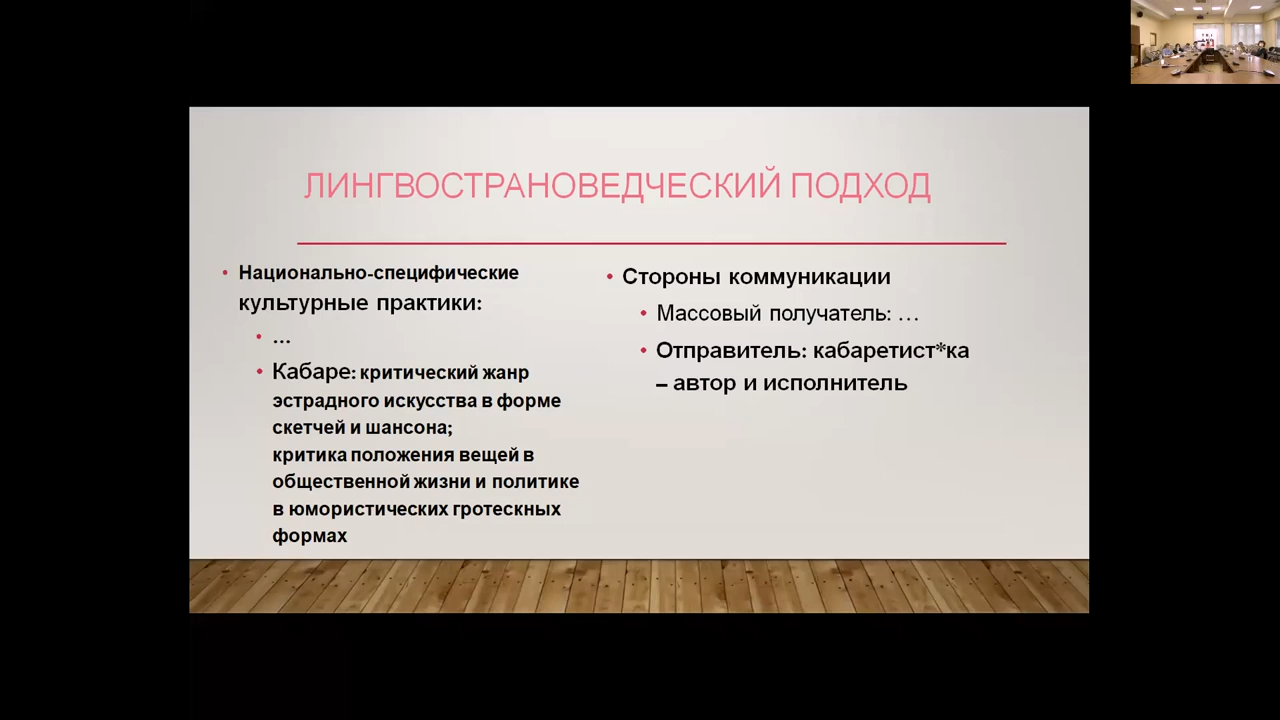 ЛИНГВОСТРАНОВЕДЧЕСКИЙ ПОДХОД
• Национально-специфические
культурные практики:
• ...
• Кабаре: критический жанр
эстрадного искусства в форме
скетчей и шансона;
критика положения вещей в
общественной жизни и политике
в юмористических гротескных
формах
• Стороны коммуникации
• Массовый получатель: ...
• Отправитель: кабаретист*ка
– автор и исполнитель